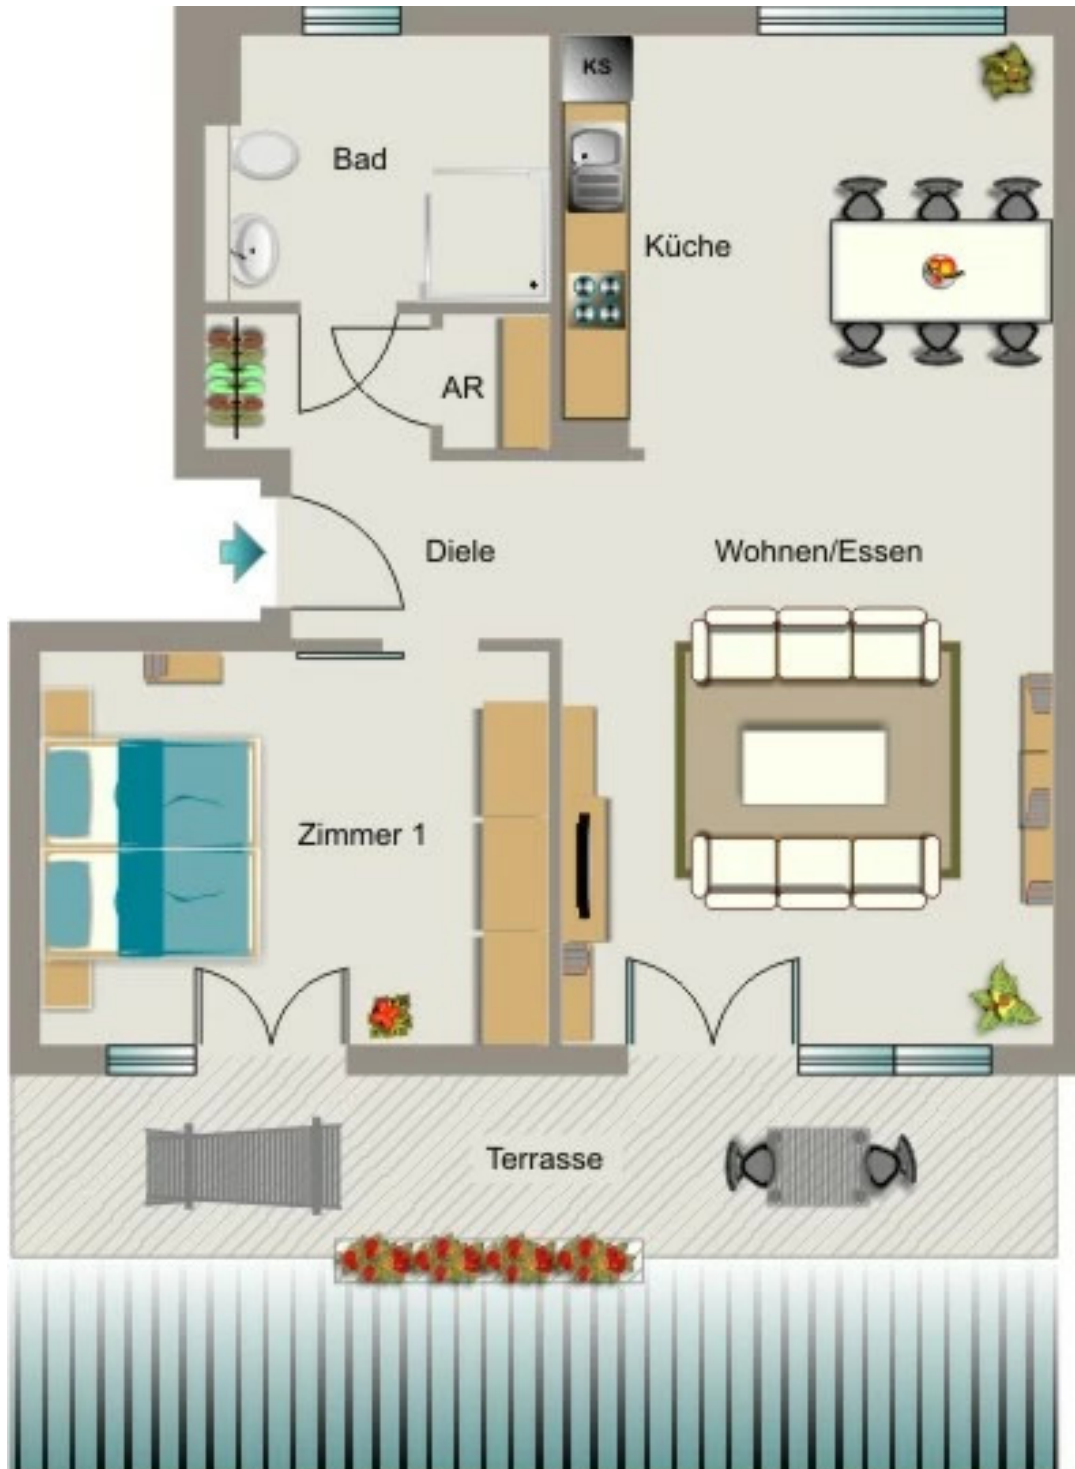 KS
Bad
Küche
AR
Diele
Wohnen/Essen
Zimmer 1
Terrasse